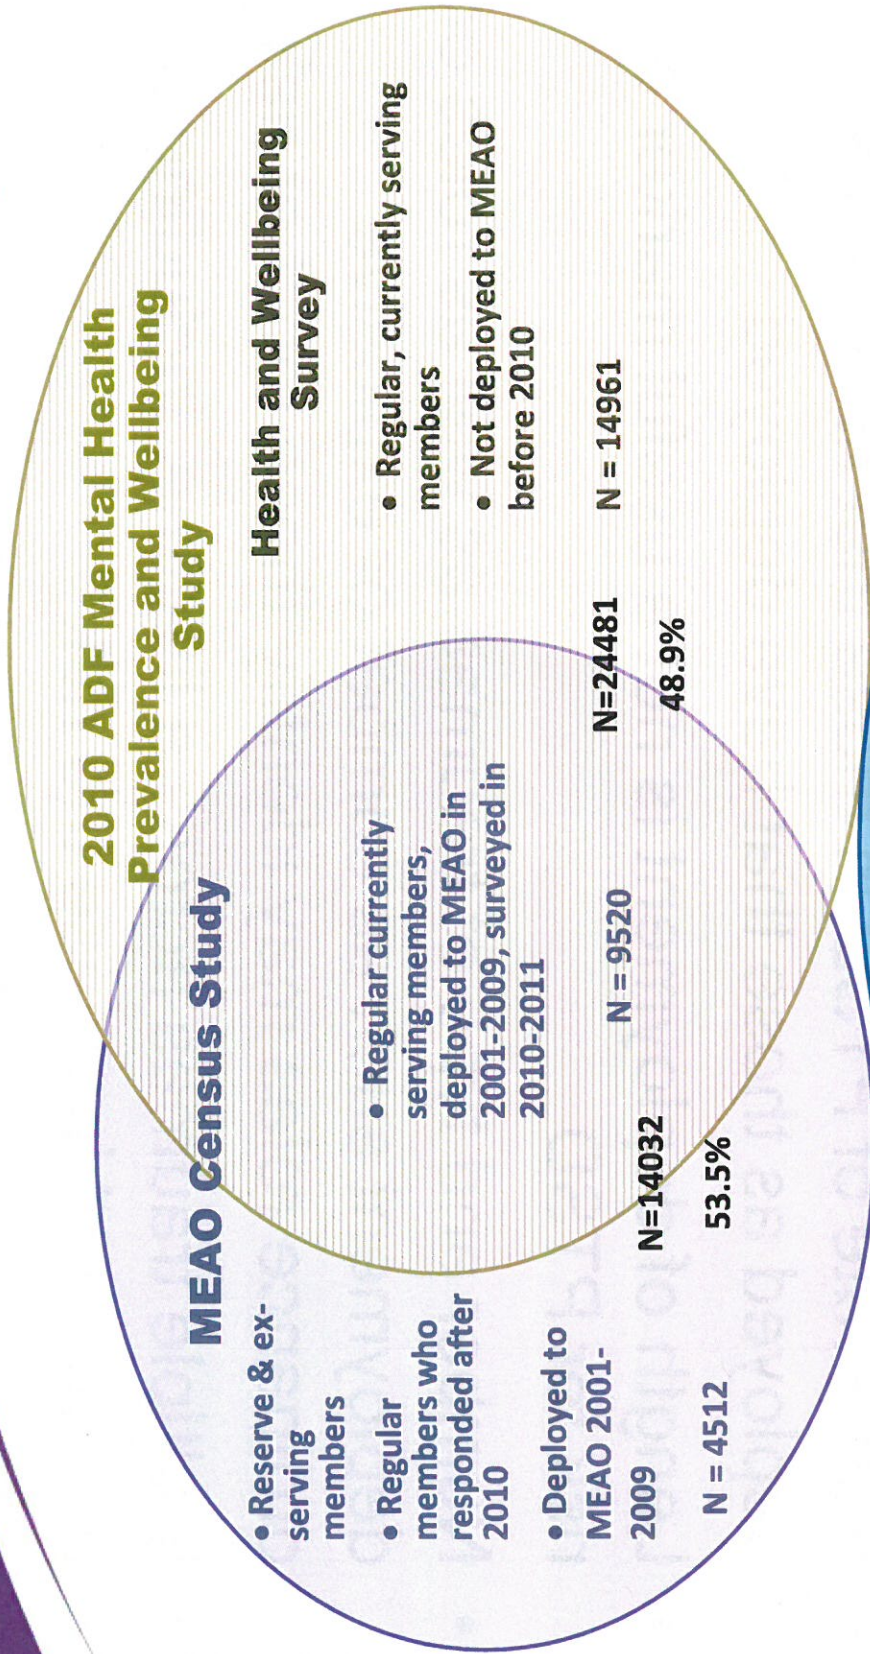 2010 ADF Mental Health
Prevalence and Wellbeing
Study
MEAO Census Study
Health and Wellbeing
Survey
• Reserve & ex-
serving
members
• Regular
members who
responded after
2010
• Deployed to
MEAO 2001-
2009
N = 4512
• Regular currently
serving members,
deployed to MEAO in
2001-2009, surveyed in
2010-2011
N = 9520
N=14032
53.5%
• Regular, currently serving
members
• Not deployed to MEAO
before 2010
N = 14961
N=24481
48.9%